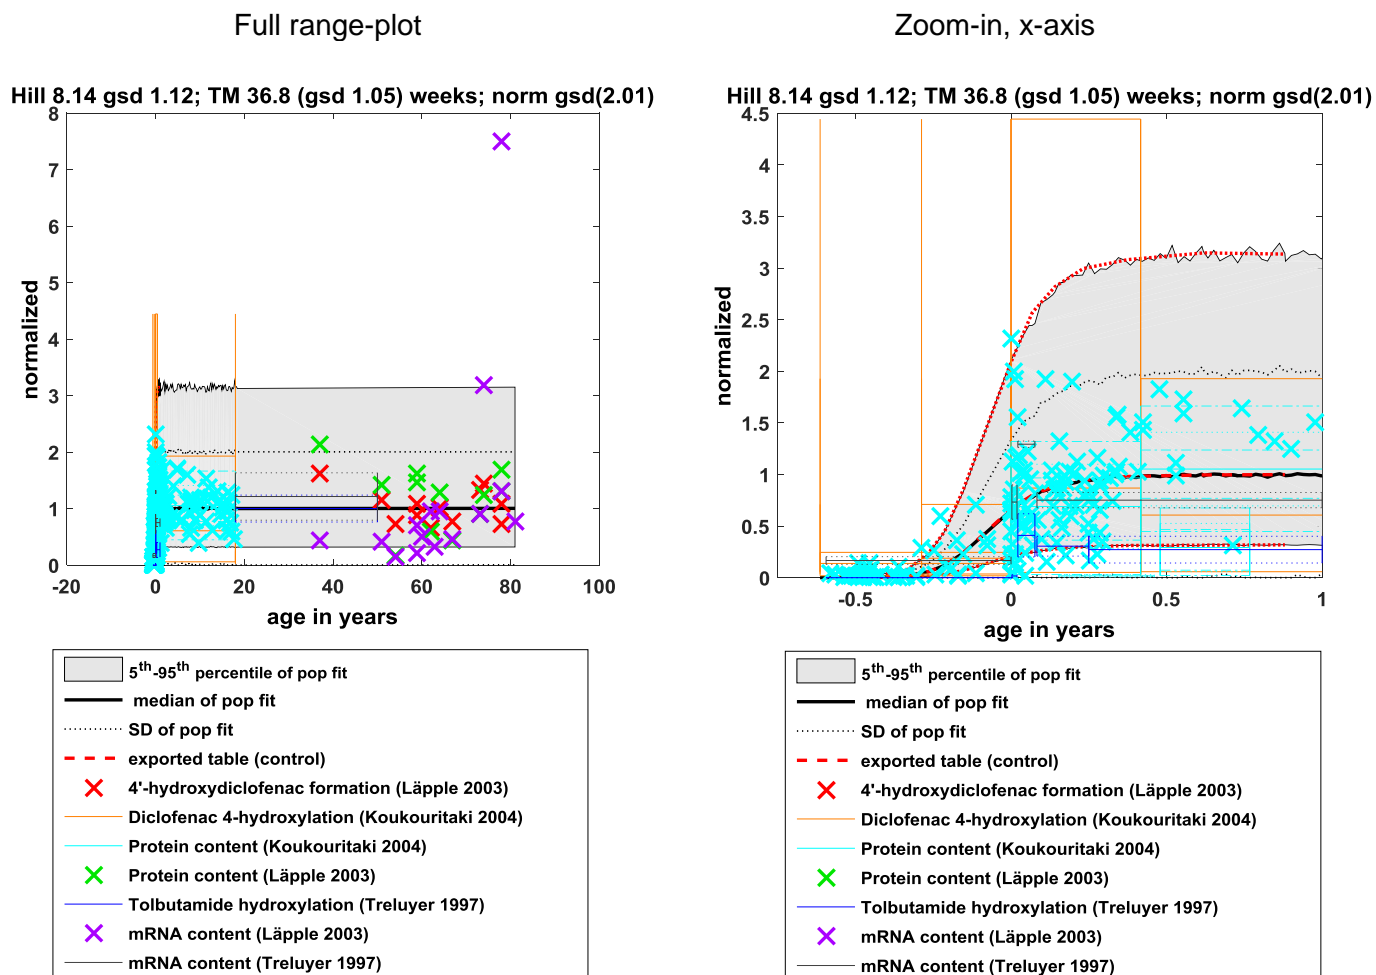 Full range-plot
Zoom-in, x-axis
Hill 8.14 gsd 1.12; TM 36.8 (gsd 1.05) weeks; norm gsd(2.01)
8
7
6
5
4
3
2
1
0
normalized
-20
0
20
40
60
80
100
age in years
5th-95th percentile of pop fit
median of pop fit
SD of pop fit
exported table (control)
4'-hydroxydiclofenac formation (Läpple 2003)
Diclofenac 4-hydroxylation (Koukouritaki 2004)
Protein content (Koukouritaki 2004)
Protein content (Läpple 2003)
Tolbutamide hydroxylation (Treluyer 1997)
mRNA content (Läpple 2003)
mRNA content (Treluyer 1997)
Hill 8.14 gsd 1.12; TM 36.8 (gsd 1.05) weeks; norm gsd(2.01)
4.5
4
3.5
3
2.5
2
1.5
1
0.5
0
normalized
-0.5
0
0.5
1
age in years
5th-95th percentile of pop fit
median of pop fit
SD of pop fit
exported table (control)
4'-hydroxydiclofenac formation (Läpple 2003)
Diclofenac 4-hydroxylation (Koukouritaki 2004)
Protein content (Koukouritaki 2004)
Protein content (Läpple 2003)
Tolbutamide hydroxylation (Treluyer 1997)
mRNA content (Läpple 2003)
mRNA content (Treluyer 1997)